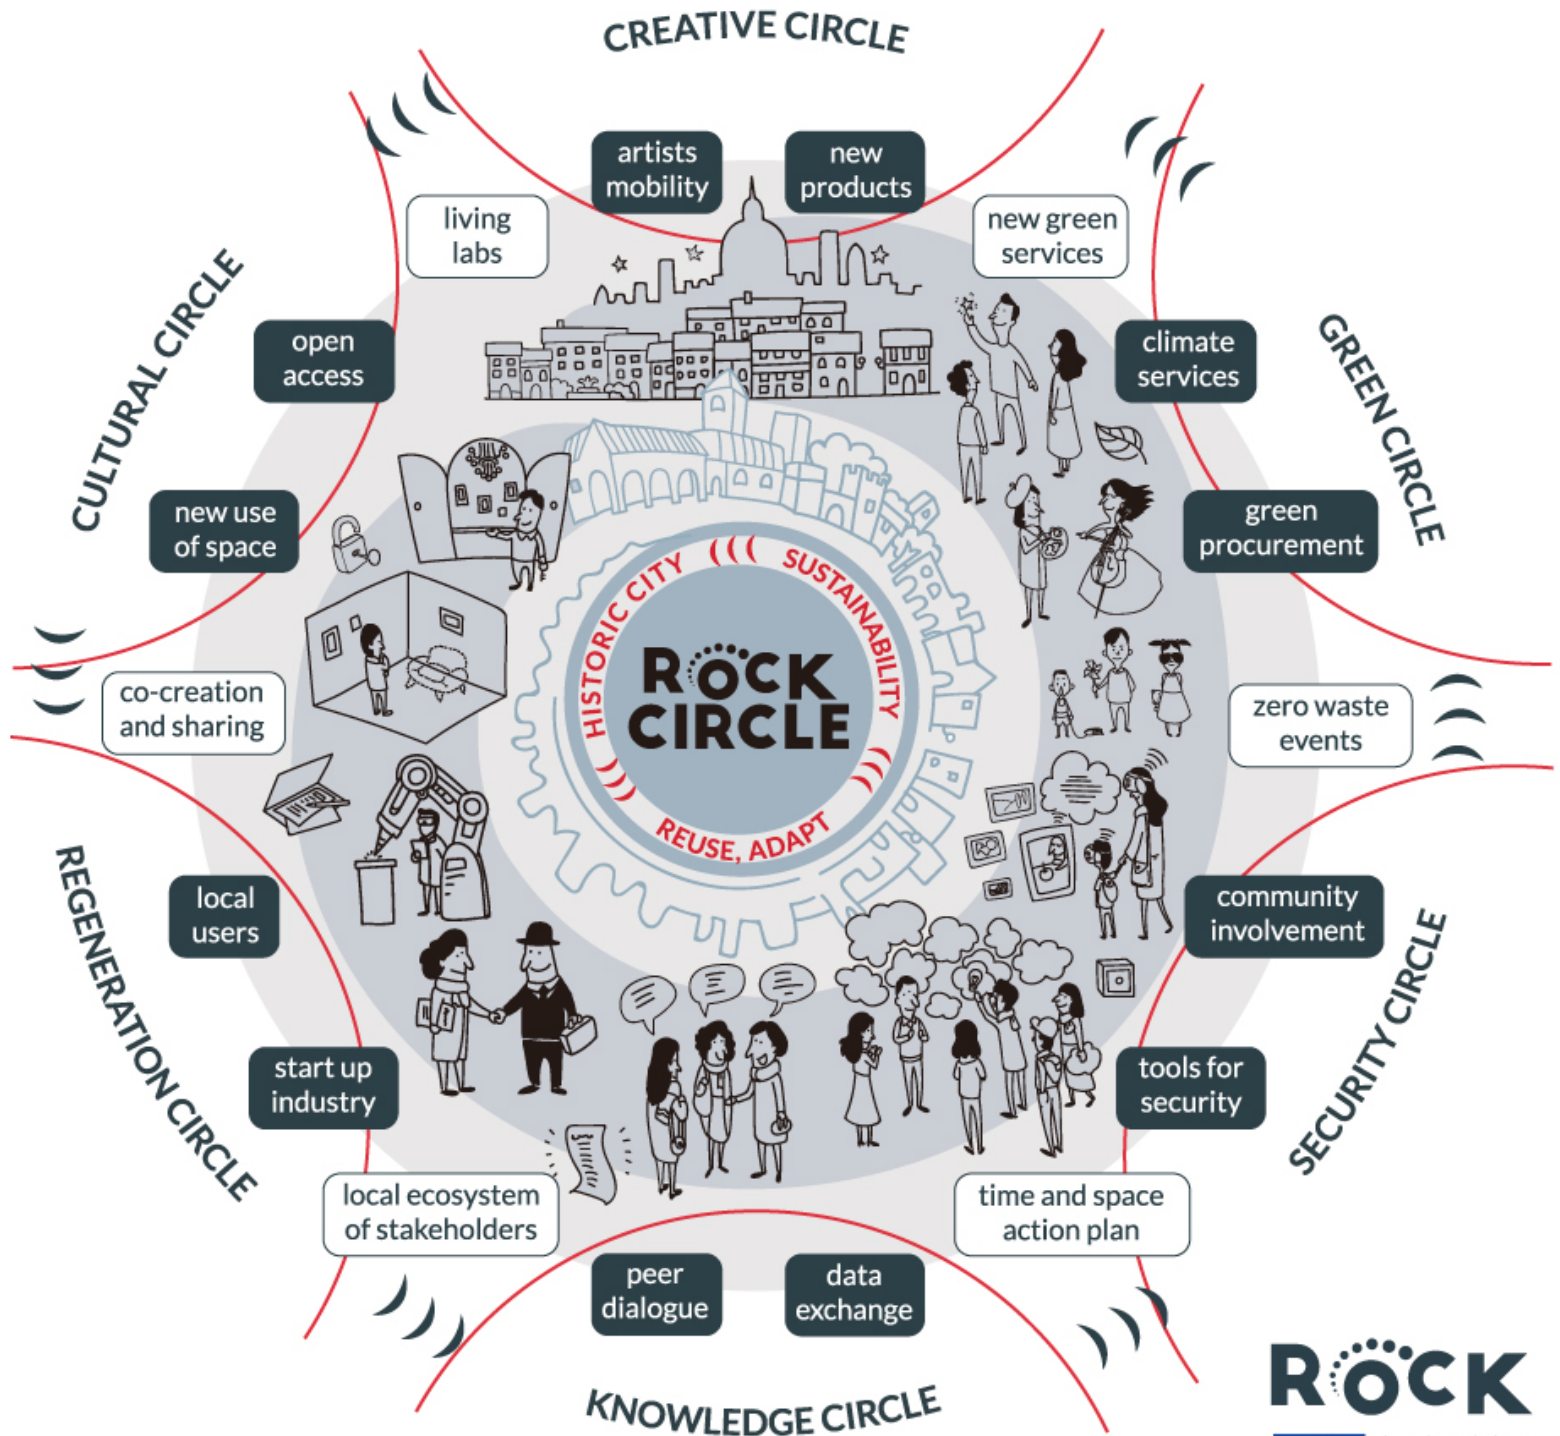 CREATIVE CIRCLE
artists
mobility
new
products
living
labs
new green
services
CULTURAL CIRCLE
open
access
climate
services
GREEN CIRCLE
new use
of space
green
procurement
HISTORIC CITY
SUSTAINABILITY
REUSE, ADAPT
ROCK
CIRCLE
co-creation
and sharing
zero waste
events
REGENERATION CIRCLE
local
users
community
involvement
SECURITY CIRCLE
start up
industry
tools for
security
local ecosystem
of stakeholders
time and space
action plan
peer
dialogue
data
exchange
KNOWLEDGE CIRCLE
ROCK